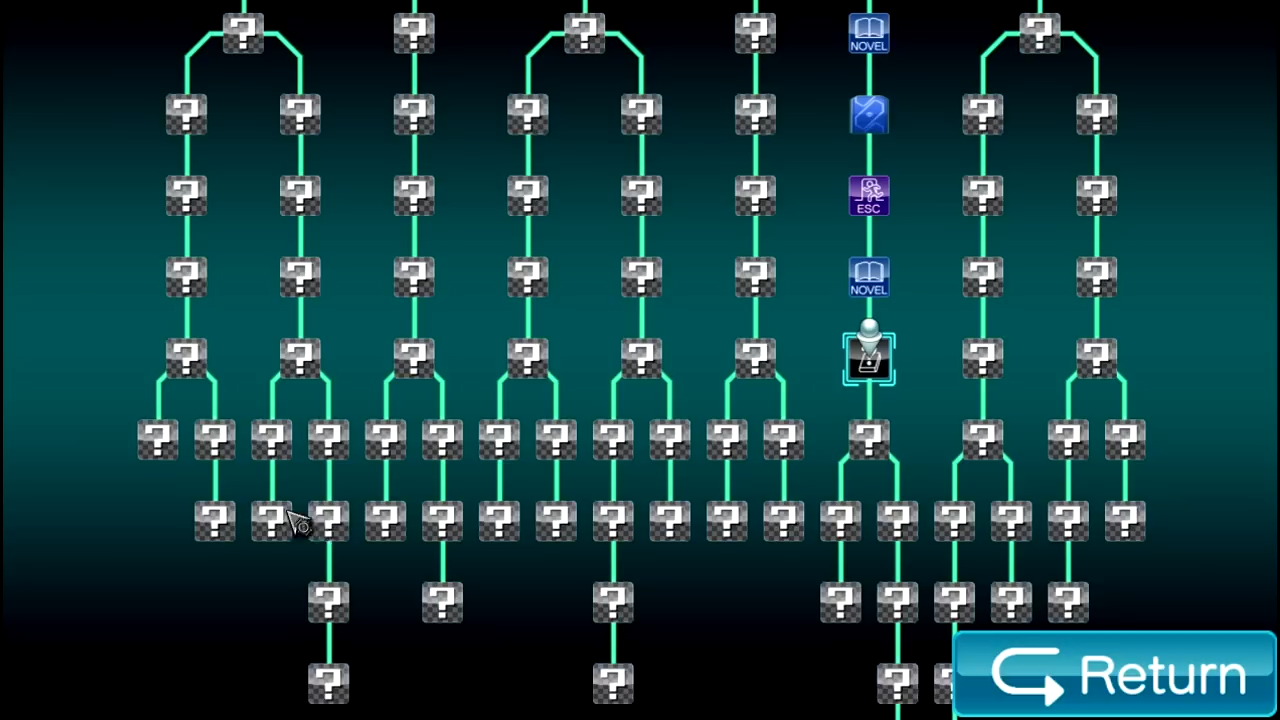 ? ? ? ? NOVEL ?
? ? ? ? ? ? ? ?
? ? ? ? ? ? ESC ? ?
? ? ? ? ? ? NOVEL ? ?
? ? ? ? ? ? ? ?
? ? ? ? ? ? ? ? ? ? ? ? ? ? ? ?
? ? ? ? ? ? ? ? ? ? ? ? ? ? ? ? ?
? ? ? ? ? ? ? ?
? ? ? ? Return